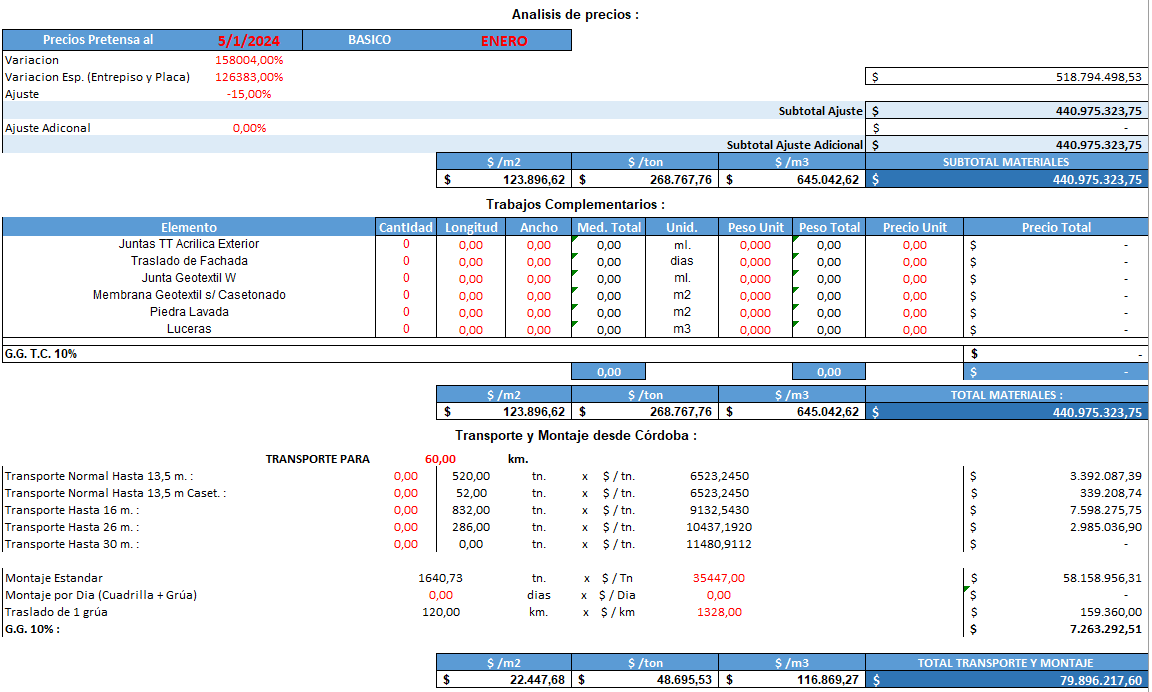 Analisis de precios :
Precios Pretensa al 5/1/2024 BASICO ENERO
Variacion 158004,00%
Variacion Esp. (Entrepiso y Placa) 126383,00% $ 518.794.498,53
Ajuste -15,00%
Subtotal Ajuste $ 440.975.323,75
Ajuste Adiconal 0,00% $ -
Subtotal Ajuste Adicional $ 440.975.323,75
$ /m2 $ /ton $ /m3 SUBTOTAL MATERIALES
$ 123.896,62 $ 268.767,76 $ 645.042,62 $ 440.975.323,75
Trabajos Complementarios :
Elemento CantIdad Longitud Ancho Med. Total Unid. Peso Unit Peso Total Precio Unit Precio Total
Juntas TT Acrilica Exterior 0 0,00 0,00 0,00 ml. 0,000 0,00 0,00 $ -
Traslado de Fachada 0 0,00 0,00 0,00 dias 0,000 0,00 0,00 $ -
Junta Geotextil W 0 0,00 0,00 0,00 ml. 0,000 0,00 0,00 $ -
Membrana Geotextil s/ Casetonado 0 0,00 0,00 0,00 m2 0,000 0,00 0,00 $ -
Piedra Lavada 0 0,00 0,00 0,00 m2 0,000 0,00 0,00 $ -
Luceras 0 0,00 0,00 0,00 m3 0,000 0,00 0,00 $ -
G.G. T.C. 10% $ -
0,00 0,00 $ -
$ /m2 $ /ton $ /m3 TOTAL MATERIALES :
$ 123.896,62 $ 268.767,76 $ 645.042,62 $ 440.975.323,75
Transporte y Montaje desde Córdoba :
TRANSPORTE PARA 60,00 km.
Transporte Normal Hasta 13,5 m. : 0,00 520,00 tn. x $ / tn. 6523,2450 $ 3.392.087,39
Transporte Normal Hasta 13,5 m Caset. : 0,00 52,00 tn. x $ / tn. 6523,2450 $ 339.208,74
Transporte Hasta 16 m. : 0,00 832,00 tn. x $ / tn. 9132,5430 $ 7.598.275,75
Transporte Hasta 26 m. : 0,00 286,00 tn. x $ / tn. 10437,1920 $ 2.985.036,90
Transporte Hasta 30 m. : 0,00 0,00 tn. x $ / tn. 11480,9112 $ -
Montaje Estandar 1640,73 tn. x $ / Tn 35447,00 $ 58.158.956,31
Montaje por Dia (Cuadrilla + Grúa) 0,00 dias x $ / Dia 0,00 $ -
Traslado de 1 grúa 120,00 km. x $ / km 1328,00 $ 159.360,00
G.G. 10% : $ 7.263.292,51
$ /m2 $ /ton $ /m3 TOTAL TRANSPORTE Y MONTAJE
$ 22.447,68 $ 48.695,53 $ 116.869,27 $ 79.896.217,60